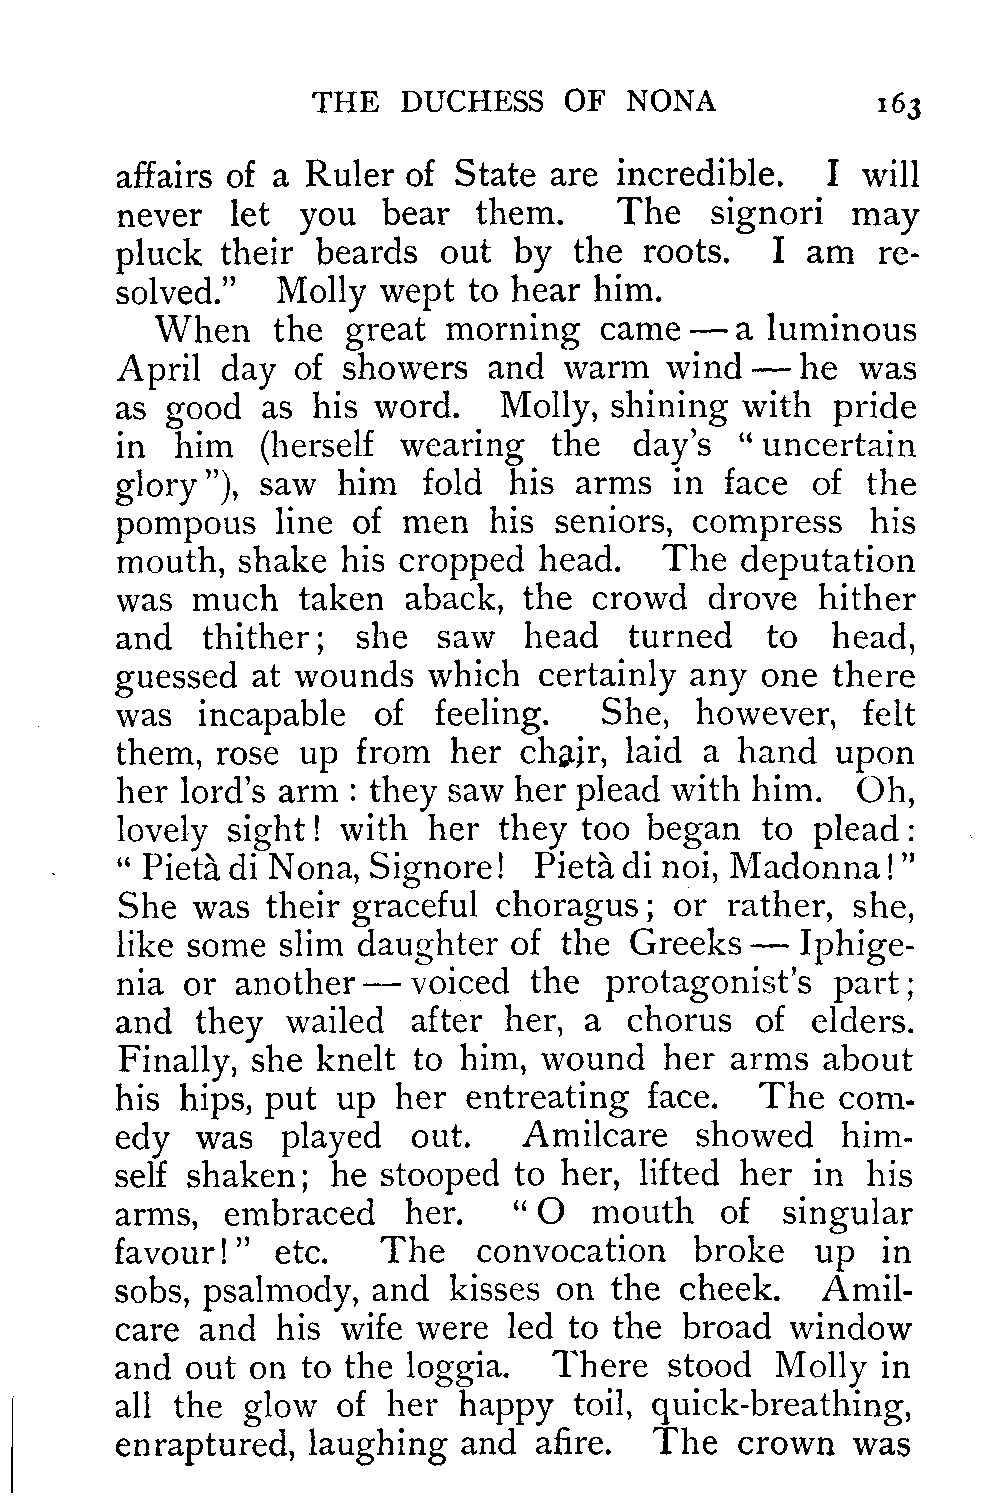 THE DUCHESS OF NONA 163
affairs of a Ruler of State are incredible. I will
never let you bear them. The signori may
pluck their beards out by the roots. I am re-
solved.” Molly wept to hear him.
When the great morning came — a luminous
April day of showers and warm wind — he was
as good as his word. Molly, shining with pride
in him (herself wearing the day’s “uncertain
glory”), saw him fold his arms in face of the
pompous line of men his seniors, compress his
mouth, shake his cropped head. The deputation
was much taken aback, the crowd drove hither
and thither; she saw head turned to head,
guessed at wounds which certainly any one there
was incapable of feeling. She, however, felt
them, rose up from her chair, laid a hand upon
her lord’s arm: they saw her plead with him. Oh,
lovely sight! with her they too began to plead:
“Pietà di Nona, Signore! Pietà di noi, Madonna!”
She was their graceful choragus; or rather, she,
like some slim daughter of the Greeks — Iphige-
nia or another — voiced the protagonist’s part;
and they wailed after her, a chorus of elders.
Finally, she knelt to him, wound her arms about
his hips, put up her entreating face. The com-
edy was played out. Amilcare showed him-
self shaken; he stooped to her, lifted her in his
arms, embraced her. “O mouth of singular
favour!” etc. The convocation broke up in
sobs, psalmody, and kisses on the cheek. Amil-
care and his wife were led to the broad window
and out on to the loggia. There stood Molly in
all the glow of her happy toil, quick-breathing,
enraptured, laughing and afire. The crown was